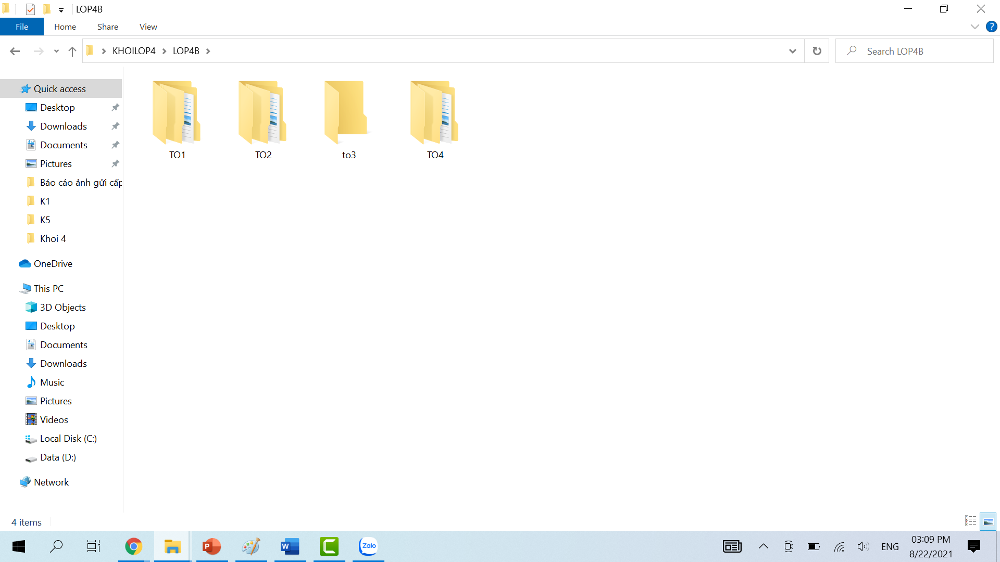 LOP4B
File Home Share View
KHOILOP4 LOP4B
Search LOP4B
Quick access
Desktop
Downloads
Documents
Pictures
Báo cáo ảnh gửi cấp
K1
K5
Khoi 4
OneDrive
This PC
3D Objects
Desktop
Documents
Downloads
Music
Pictures
Videos
Local Disk (C:)
Data (D:)
Network
TO1 TO2 to3 TO4
4 items
Zalo
ENG
03:09 PM
8/22/2021